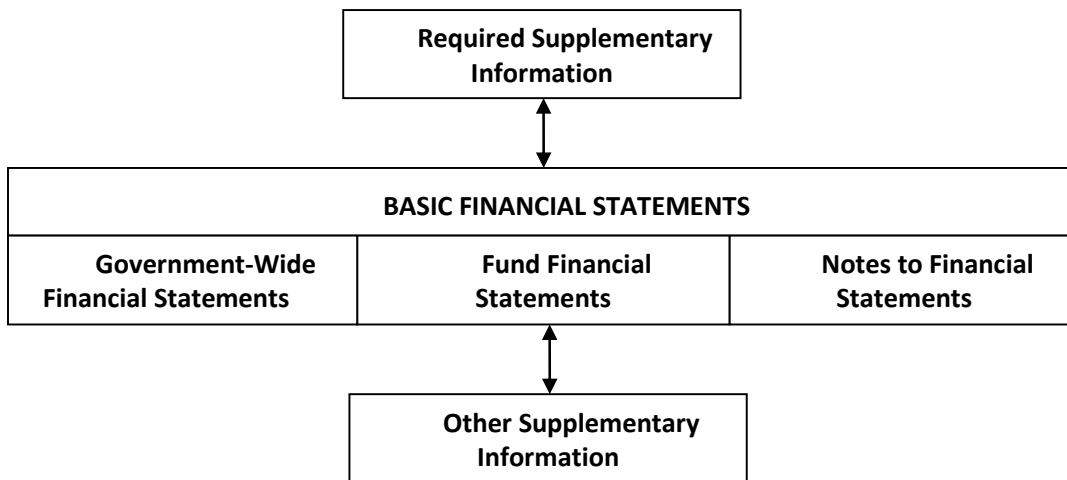 Required Supplementary
Information
BASIC FINANCIAL STATEMENTS
Government-Wide
Financial Statements
Fund Financial
Statements
Notes to Financial
Statements
Other Supplementary
Information